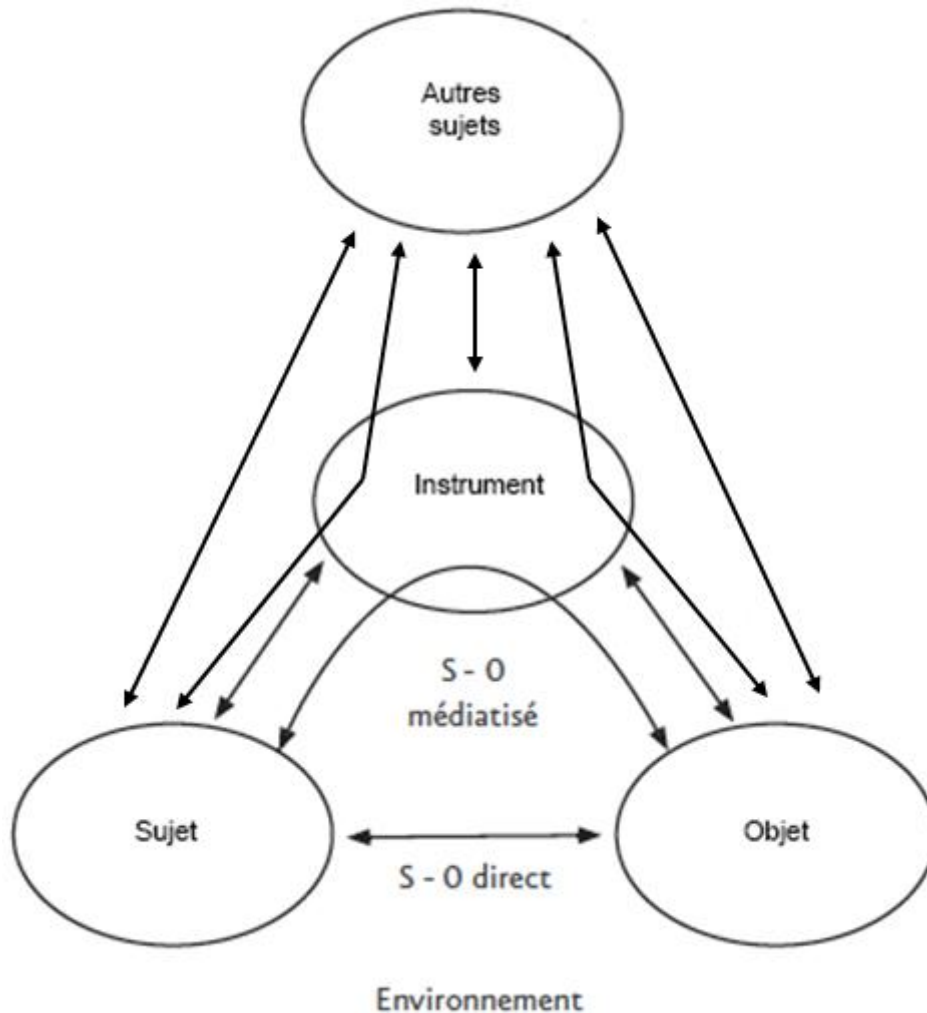 Autres
sujets
Instrument
S - O
médiatisé
Sujet
Objet
S - O direct
Environnement